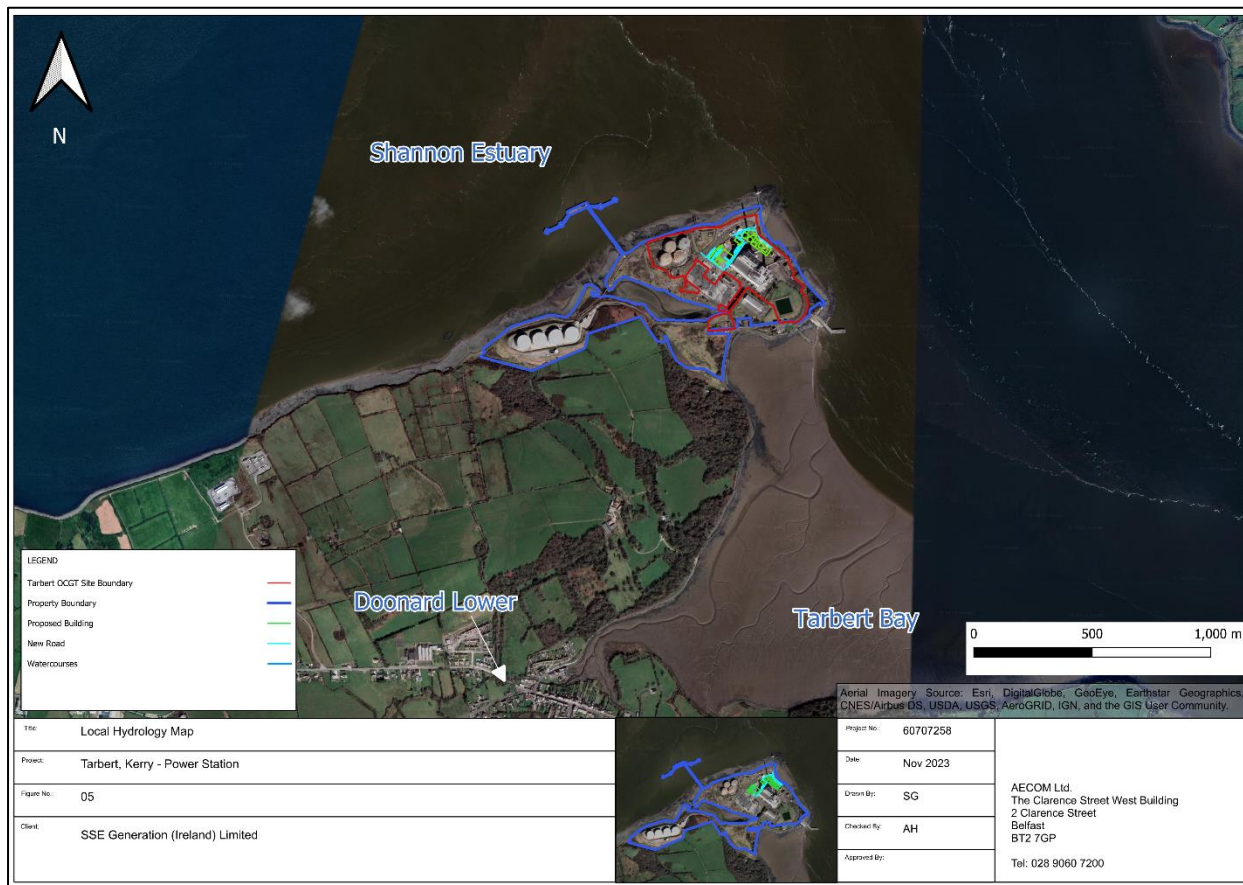 N
Shannon Estuary
Doonard Lower
Tarbert Bay
LEGEND
Tarbert OCGT Site Boundary
Property Boundary
Proposed Building
New Road
Watercourses
0 500 1,000 m
Aerial Imagery Source: Esri, DigitalGlobe, GeoEye, Earthstar Geographics,
CNES/Airbus DS, USDA, USGS, AeroGRID, IGN, and the GIS User Community.
Title: Local Hydrology Map
Project: Tarbert, Kerry - Power Station
Figure No.: 05
Client: SSE Generation (Ireland) Limited
Project No.: 60707258
Date: Nov 2023
Drawn By: SG
Checked By: AH
Approved By:
AECOM Ltd.
The Clarence Street West Building
2 Clarence Street
Belfast
BT2 7GP
Tel: 028 9060 7200